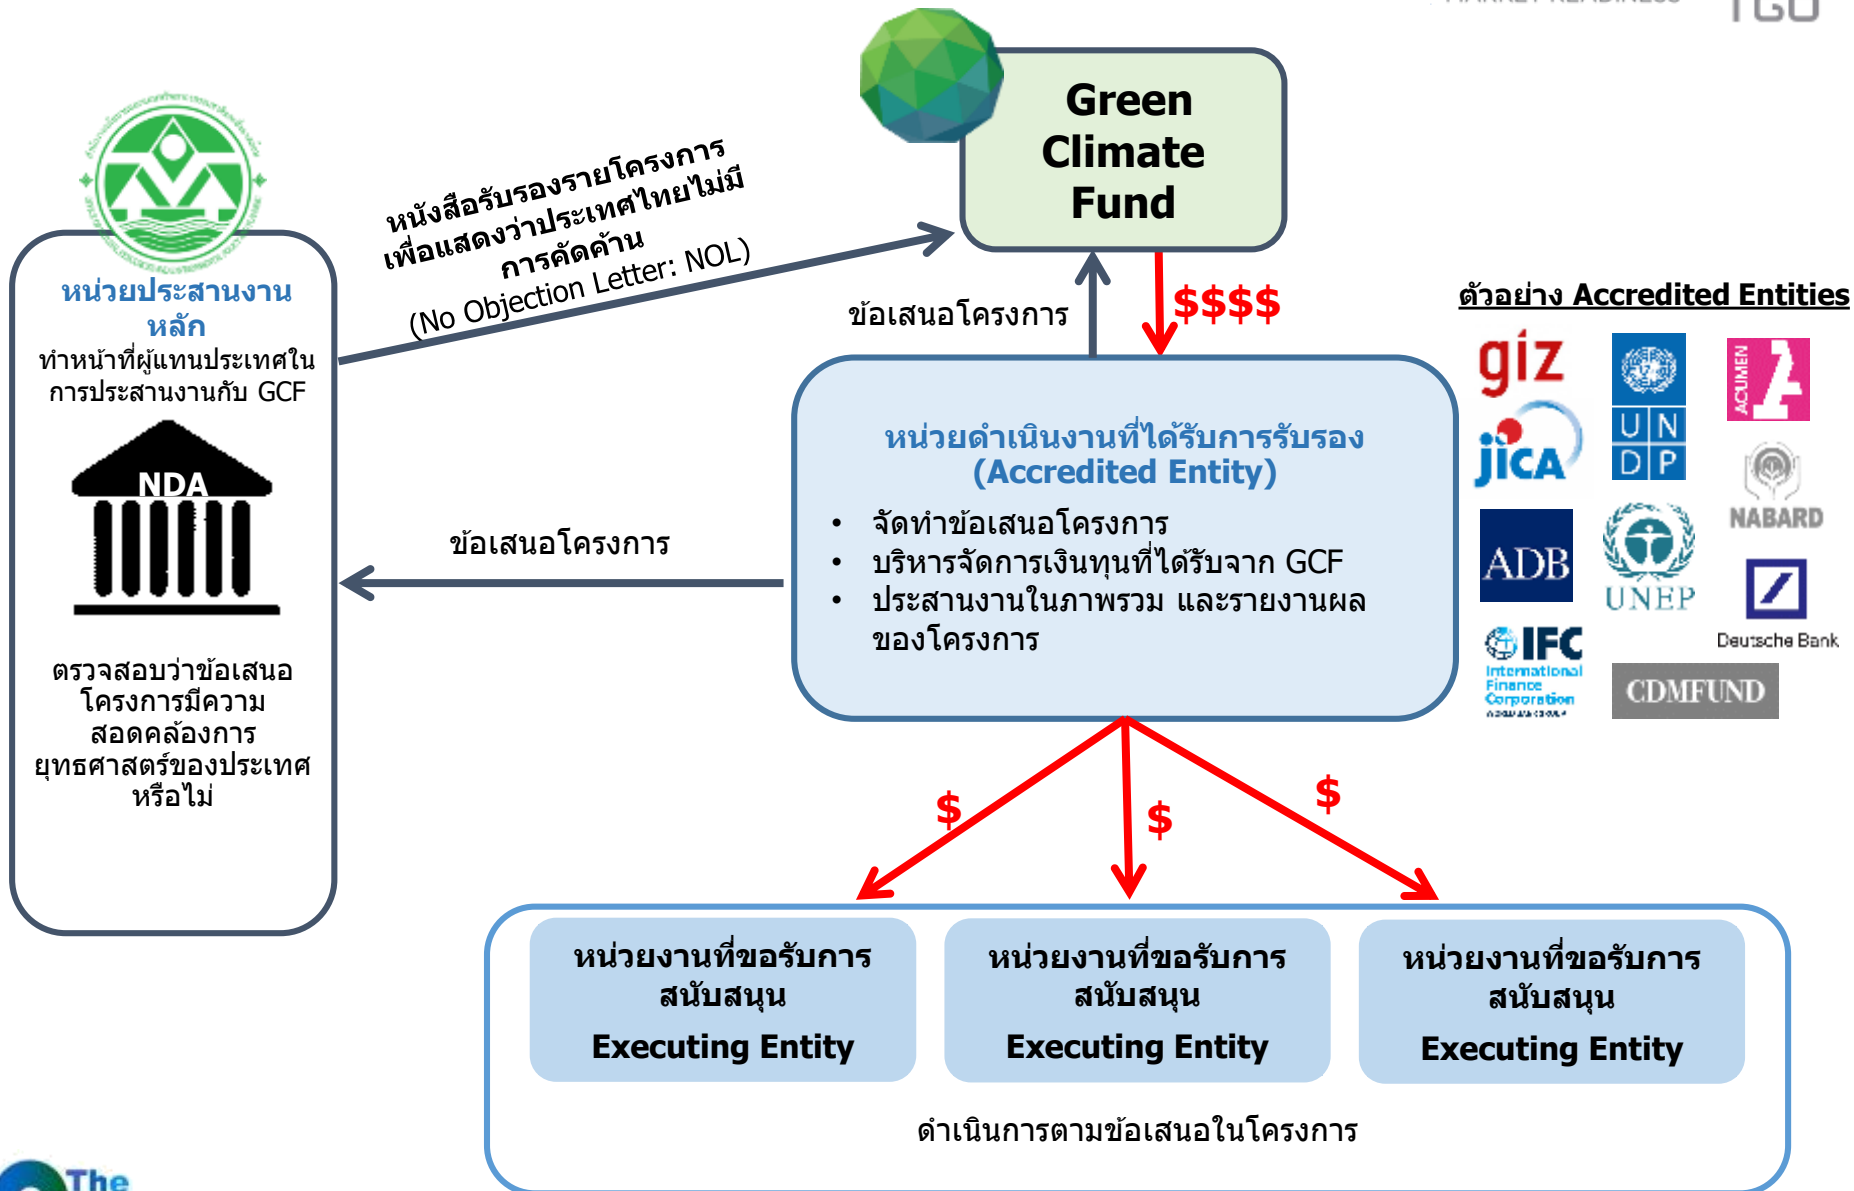 TGO
Green
Climate
Fund
หนังสือรับรองรายโครงการ
เพื่อแสดงว่าประเทศไทยไม่มี
การคัดค้าน
(No Objection Letter: NOL)
หน่วยประสานงาน
หลัก
ทำหน้าที่ผู้แทนประเทศใน
การประสานงานกับ GCF
NDA
ตรวจสอบว่าข้อเสนอ
โครงการมีความ
สอดคล้องการ
ยุทธศาสตร์ของประเทศ
หรือไม่
ข้อเสนอโครงการ
$$$$
ข้อเสนอโครงการ
หน่วยดำเนินงานที่ได้รับการรับรอง
(Accredited Entity)
• จัดทำข้อเสนอโครงการ
• บริหารจัดการเงินทุนที่ได้รับจาก GCF
• ประสานงานในภาพรวม และรายงานผล
ของโครงการ
ตัวอย่าง Accredited Entities
giz
jICA
U N
D P
ACUMEN
NABARD
ADB
UNEP
Deutsche Bank
IFC
International
Finance
Corporation
WORLD BANK GROUP
CDMFUND
$
$
$
หน่วยงานที่ขอรับการ
สนับสนุน
Executing Entity
หน่วยงานที่ขอรับการ
สนับสนุน
Executing Entity
หน่วยงานที่ขอรับการ
สนับสนุน
Executing Entity
ดำเนินการตามข้อเสนอในโครงการ
The